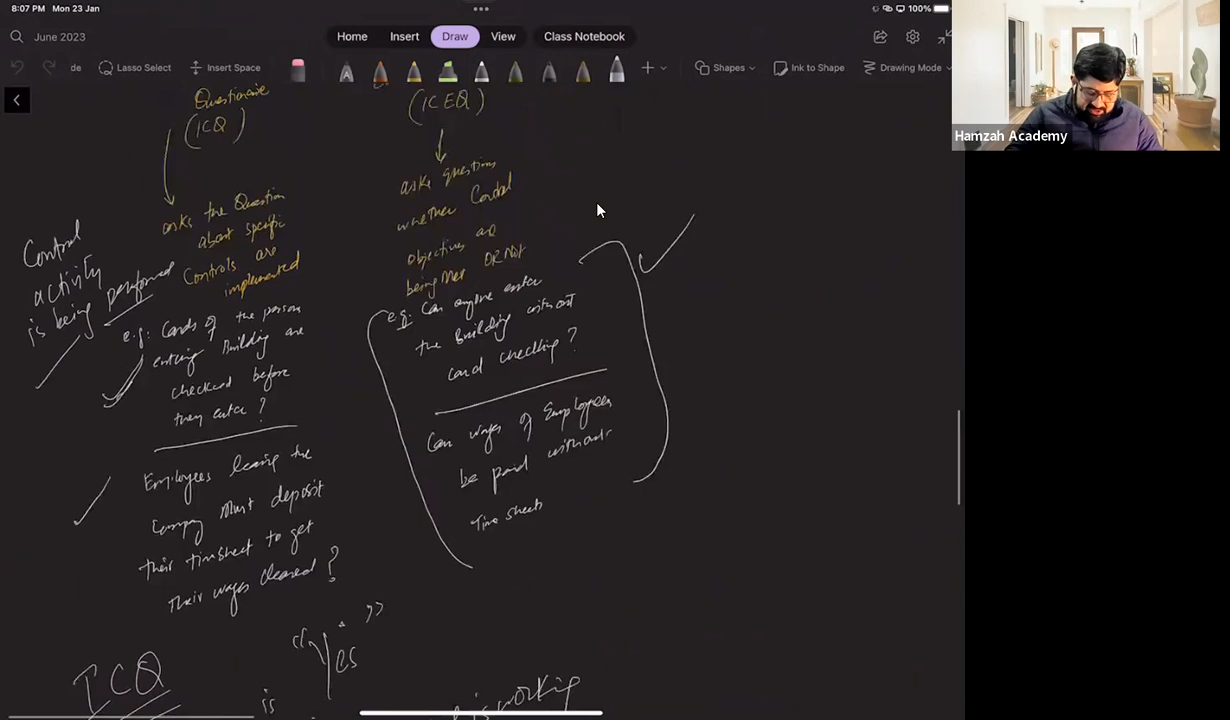 8:07 PM Mon 23 Jan
100%
June 2023
Home Insert Draw View Class Notebook
de Lasso Select Insert Space Shapes Ink to Shape Drawing Mode
Hamzah Academy
Questionaire
(ICQ)
asks the Question
about specific
Controls are
implemented
Control
activity
is being performed
e.g: Cards of the person
entering Building are
checked before
they enter?
Employees leaving the
Company Must deposit
their timesheet to get
their wages cleared?
(ICEQ)
asks questions
whether Control
objectives are
being Met OR Not
e.g: Can anyone enter
the Building without
card checking?
Can wages of Employees
be paid without
Time sheets
"Yes"
ICQ
is
is working